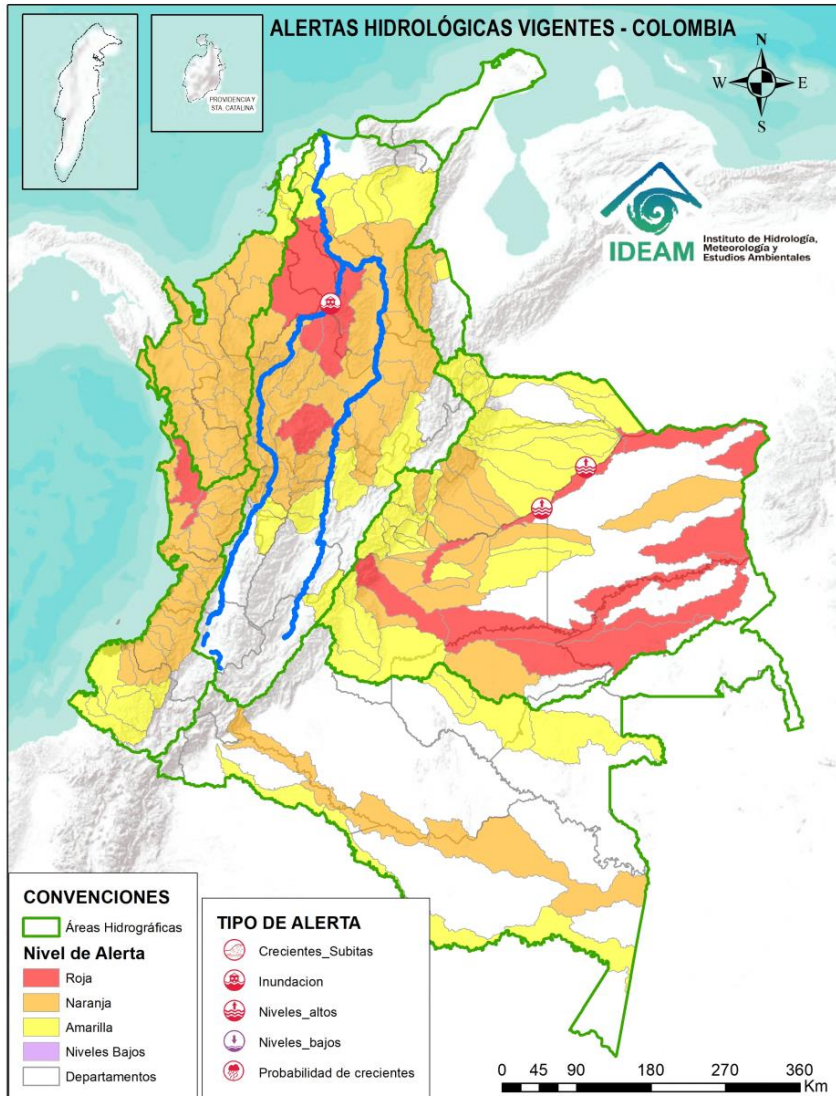 ALERTAS HIDROLÓGICAS VIGENTES - COLOMBIA
PROVIDENCIA Y
STA. CATALINA
N
W
E
S
IDEAM
Instituto de Hidrología,
Meteorología y
Estudios Ambientales
CONVENCIONES
Áreas Hidrográficas
Nivel de Alerta
Roja
Naranja
Amarilla
Niveles Bajos
Departamentos
TIPO DE ALERTA
Crecientes_Subitas
Inundacion
Niveles_altos
Niveles_bajos
Probabilidad de crecientes
0 45 90 180 270 360
Km